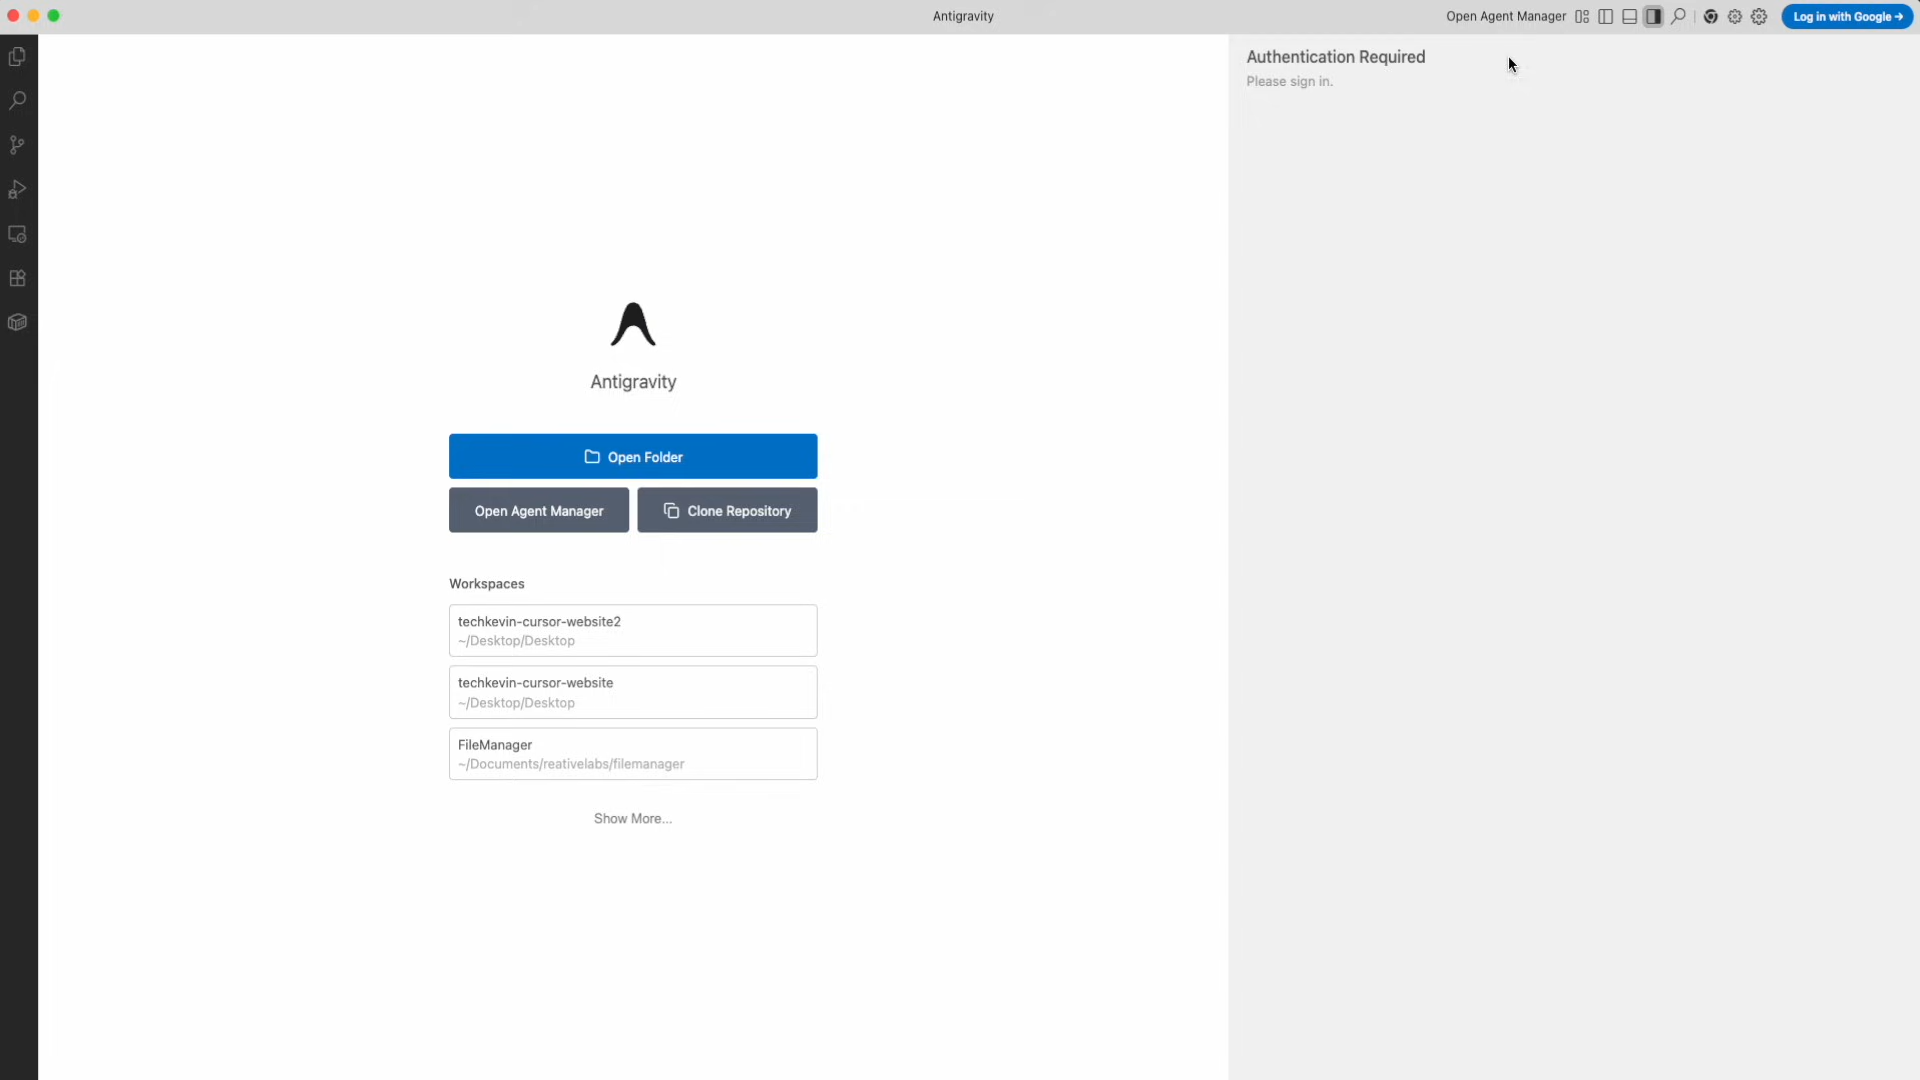 Antigravity
Open Agent Manager
Log in with Google →
Authentication Required
Please sign in.
Antigravity
Open Folder
Open Agent Manager
Clone Repository
Workspaces
techkevin-cursor-website2
~/Desktop/Desktop
techkevin-cursor-website
~/Desktop/Desktop
FileManager
~/Documents/reativelabs/filemanager
Show More...